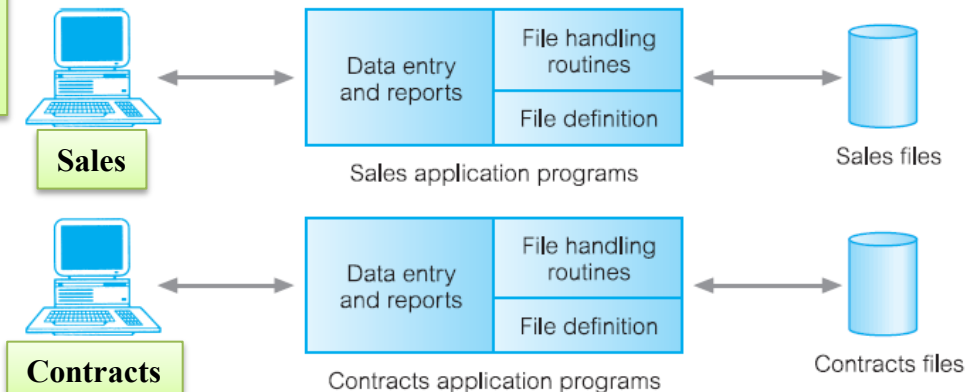 Data entry
and reports
File handling
routines
File definition
Sales
Sales application programs
Sales files
Data entry
and reports
File handling
routines
File definition
Contracts
Contracts application programs
Contracts files